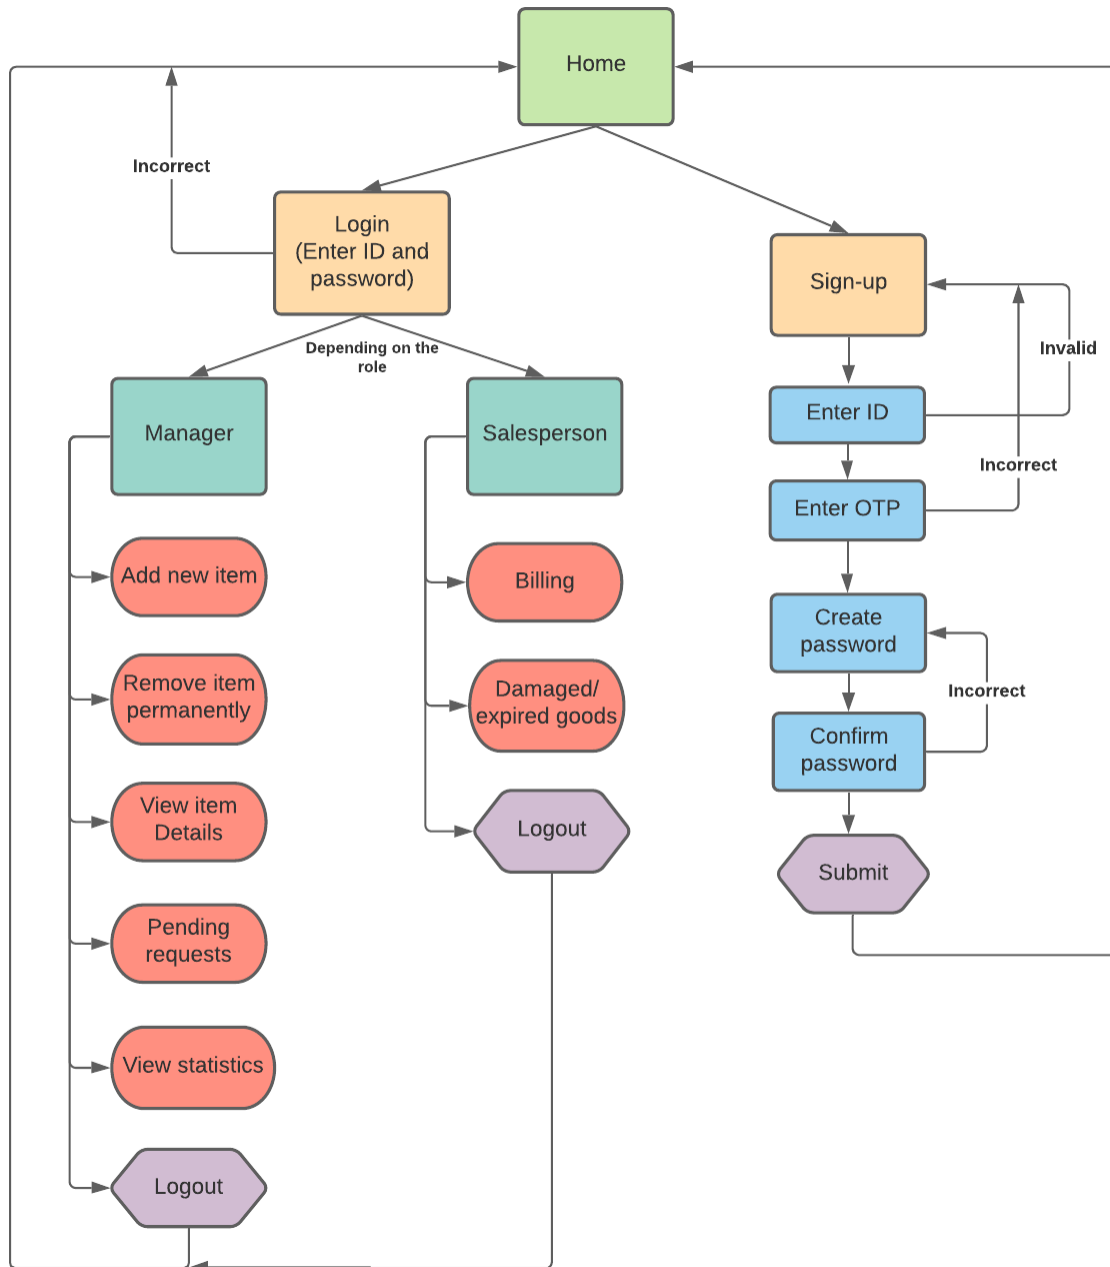 Home
Incorrect
Login
(Enter ID and
password)
Sign-up
Depending on the
role
Invalid
Manager
Salesperson
Enter ID
Incorrect
Enter OTP
Add new item
Billing
Create
password
Remove item
permanently
Damaged/
expired goods
Incorrect
Confirm
password
View item
Details
Logout
Submit
Pending
requests
View statistics
Logout